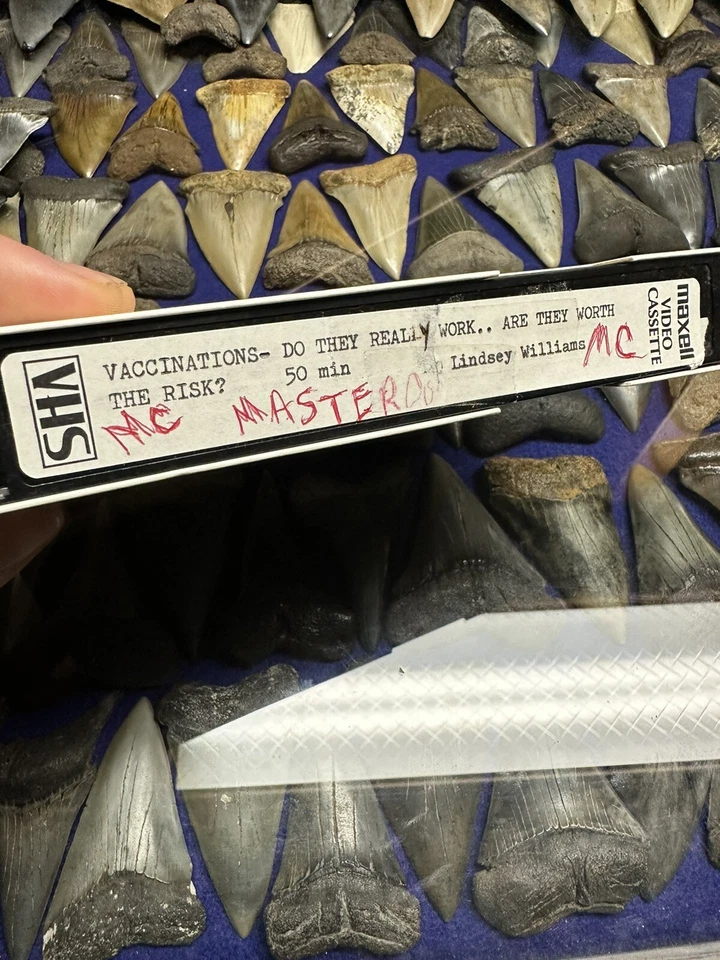 VHS
VACCINATIONS- DO THEY REALLY WORK.. ARE THEY WORTH
THE RISK? 50 min Lindsey Williams
MC MASTER MC
maxell
VIDEO
CASSETTE